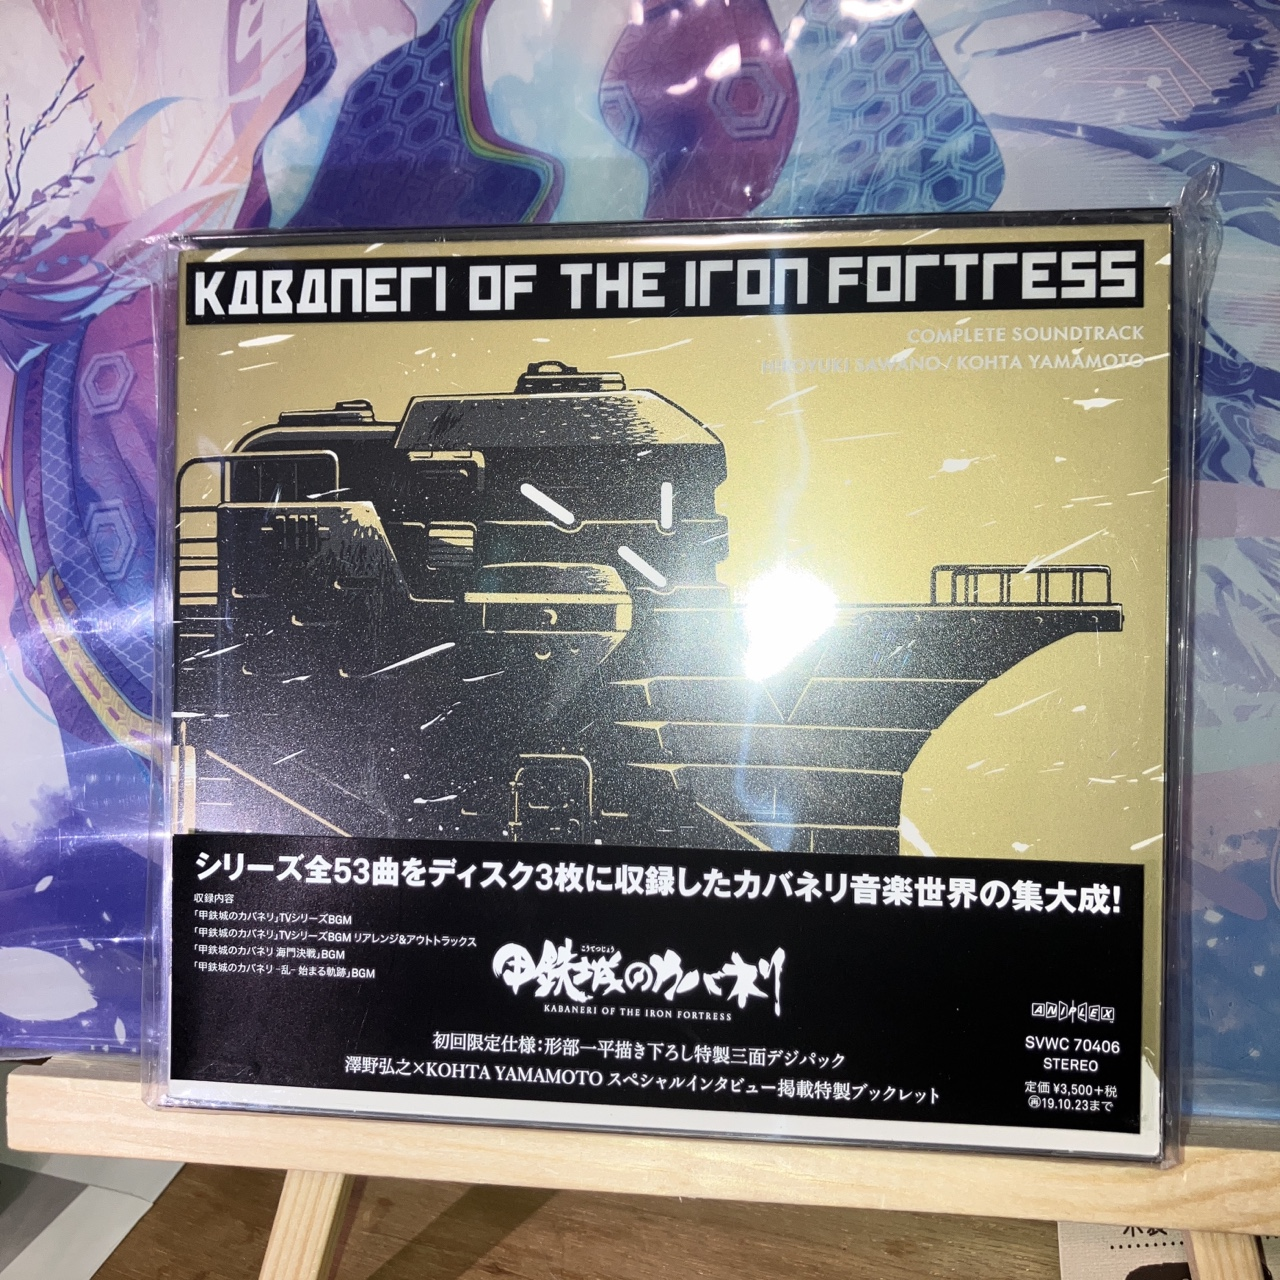 KABANERI OF THE IRON FORTRESS
COMPLETE SOUNDTRACK
HIROYUKI SAWANO / KOHTA YAMAMOTO
シリーズ全53曲をディスク3枚に収録したカバネリ音楽世界の集大成!
収録内容
「甲鉄城のカバネリ」TVシリーズBGM
「甲鉄城のカバネリ」TVシリーズBGM リアレンジ&アウトトラックス
「甲鉄城のカバネリ 海門決戦」BGM
「甲鉄城のカバネリ -乱- 始まる軌跡」BGM
こうてつじょう
甲鉄城のカバネリ
KABANERI OF THE IRON FORTRESS
初回限定仕様:形部一平描き下ろし特製三面デジパック
澤野弘之×KOHTA YAMAMOTO スペシャルインタビュー掲載特製ブックレット
ANIPLEX
SVWC 70406
STEREO
定価 ¥3,500+税
再19.10.23まで